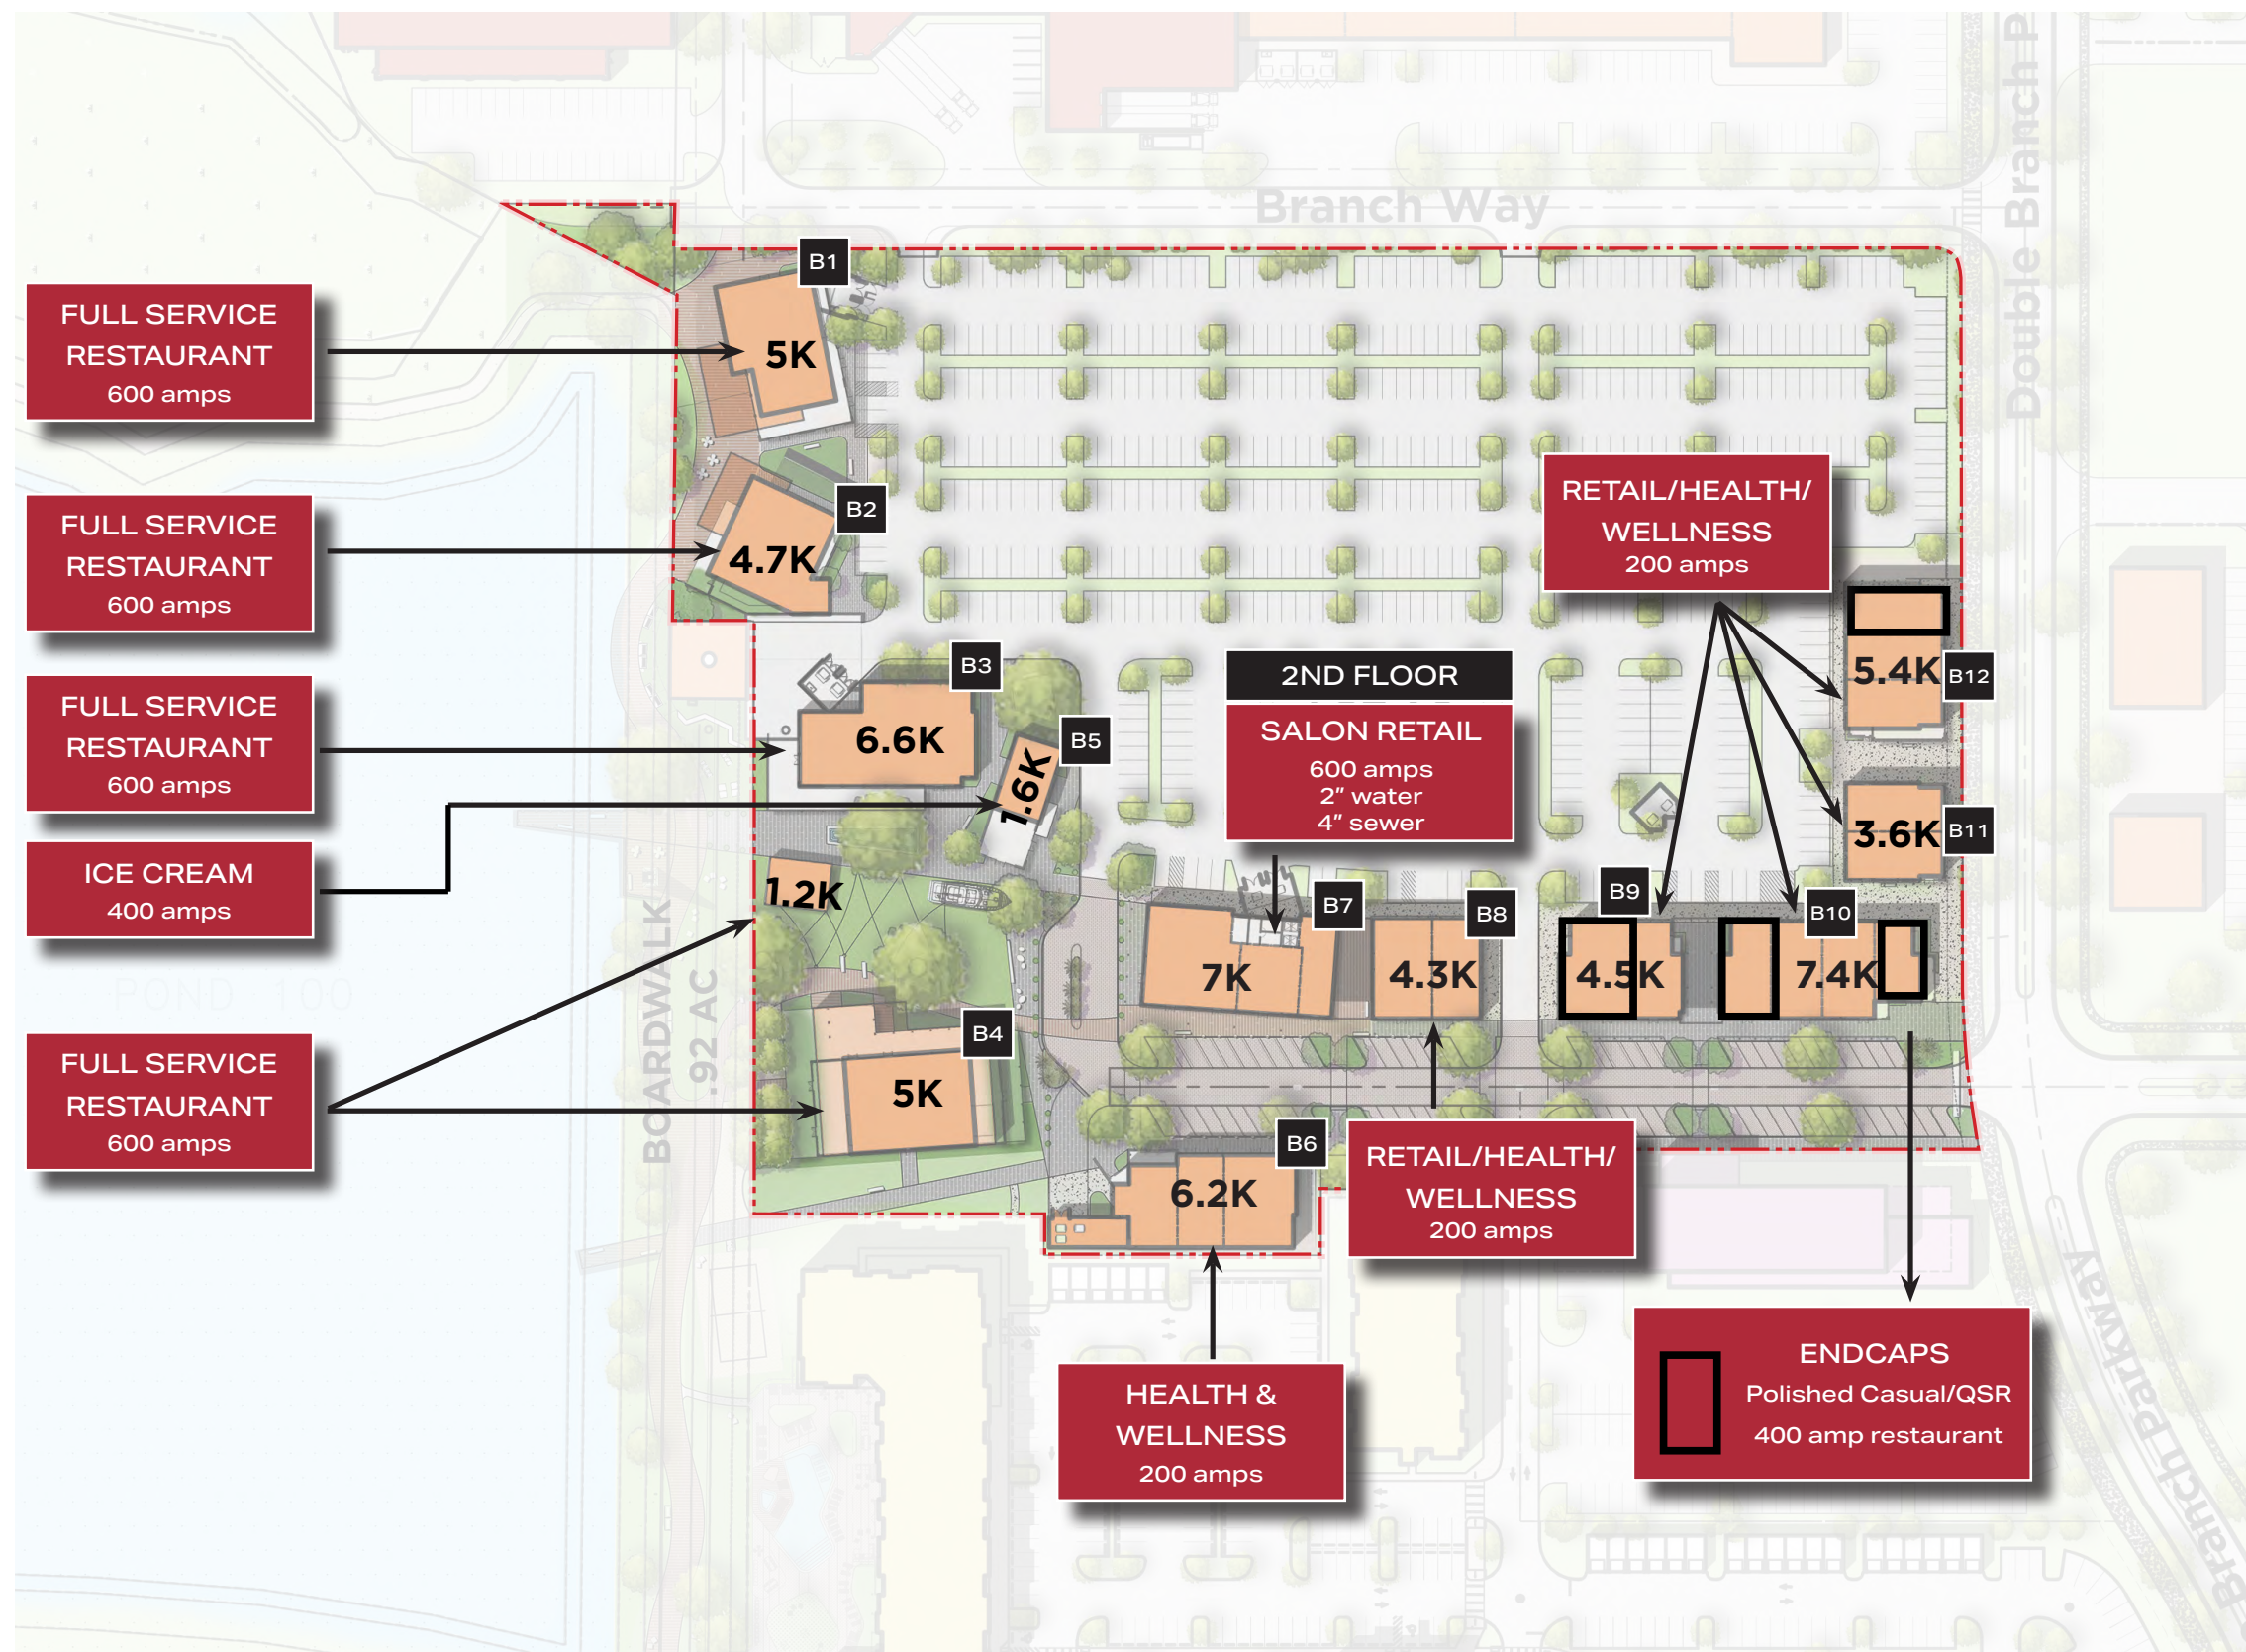 Branch Way
Double Branch P
B1
FULL SERVICE
RESTAURANT
600 amps
5K
FULL SERVICE
RESTAURANT
600 amps
B2
4.7K
RETAIL/HEALTH/
WELLNESS
200 amps
FULL SERVICE
RESTAURANT
600 amps
B3
6.6K
B5
1.6K
2ND FLOOR
SALON RETAIL
600 amps
2" water
4" sewer
5.4K
B12
3.6K
B11
ICE CREAM
400 amps
1.2K
B7
7K
B8
4.3K
B9
4.5K
B10
7.4K
POND 100
BOARDWALK
.92 AC
FULL SERVICE
RESTAURANT
600 amps
B4
5K
B6
6.2K
RETAIL/HEALTH/
WELLNESS
200 amps
HEALTH &
WELLNESS
200 amps
ENDCAPS
Polished Casual/QSR
400 amp restaurant
Branch Parkway
Branch